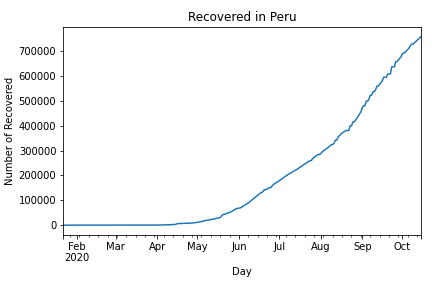 Recovered in Peru
Number of Recovered
700000
600000
500000
400000
300000
200000
100000
0
Feb Mar Apr May Jun Jul Aug Sep Oct
2020
Day